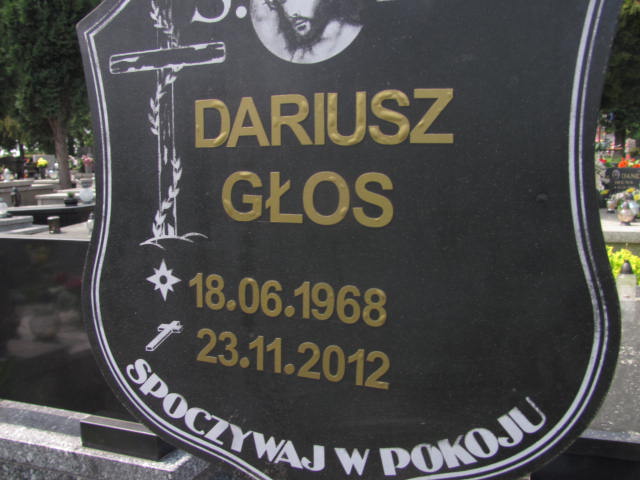 Ś.
DARIUSZ
GŁOS
18.06.1968
23.11.2012
SPOCZYWAJ W POKOJU